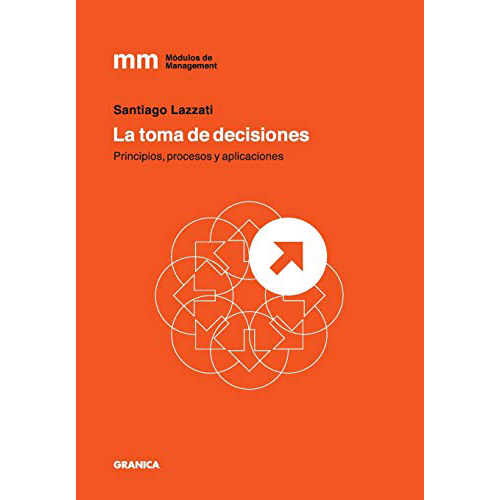 mm
Módulos de
Management
Santiago Lazzati
La toma de decisiones
Principios, procesos y aplicaciones
GRANICA